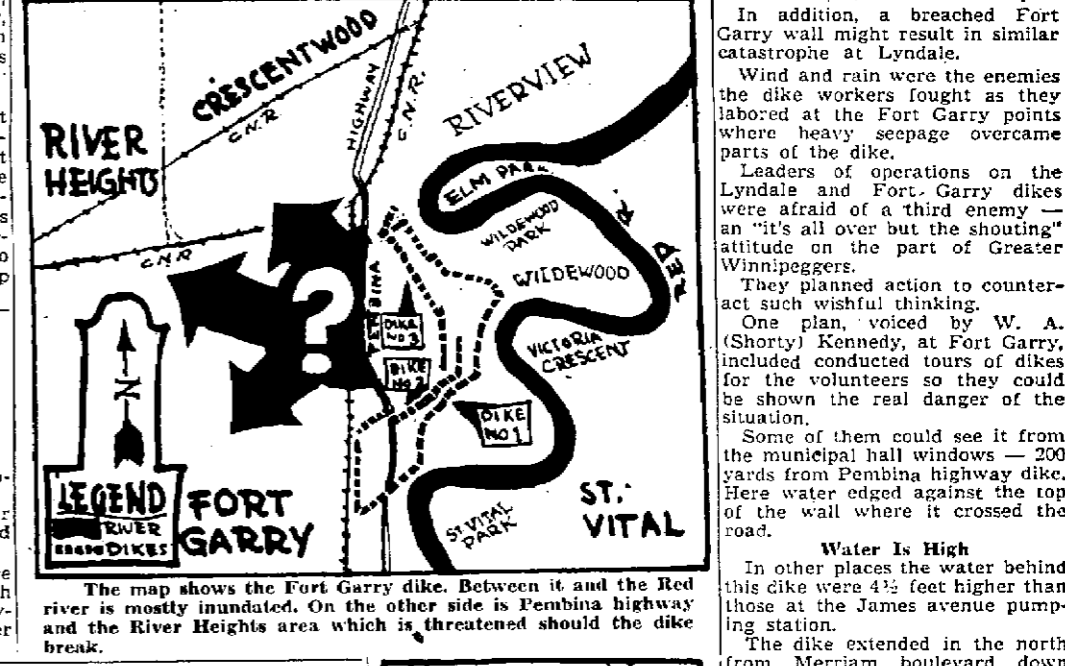 CRESCENTWOOD
C.N.R.
RIVER
HEIGHTS
HIGHWAY
C.N.R.
RIVERVIEW
ELM PARK
WILDEWOOD
PARK
WILDEWOOD
RED
R.
C.N.R
PEMBINA
DIKE
NO 3
DIKE
NO 2
VICTORIA
CRESCENT
DIKE
NO 1
N
LEGEND
RIVER
DIKES
FORT
GARRY
ST. VITAL
PARK
ST.
VITAL
The map shows the Fort Garry dike. Between it and the Red
river is mostly inundated. On the other side is Pembina highway
and the River Heights area which is threatened should the dike
break.
In addition, a breached Fort
Garry wall might result in similar
catastrophe at Lyndale.
Wind and rain were the enemies
the dike workers fought as they
labored at the Fort Garry points
where heavy seepage overcame
parts of the dike.
Leaders of operations on the
Lyndale and Fort Garry dikes
were afraid of a third enemy —
an "it's all over but the shouting"
attitude on the part of Greater
Winnipeggers.
They planned action to counter-
act such wishful thinking.
One plan, voiced by W. A.
(Shorty) Kennedy, at Fort Garry,
included conducted tours of dikes
for the volunteers so they could
be shown the real danger of the
situation.
Some of them could see it from
the municipal hall windows — 200
yards from Pembina highway dike.
Here water edged against the top
of the wall where it crossed the
road.
Water Is High
In other places the water behind
this dike were 4½ feet higher than
those at the James avenue pump-
ing station.
The dike extended in the north
from Merriam boulevard down